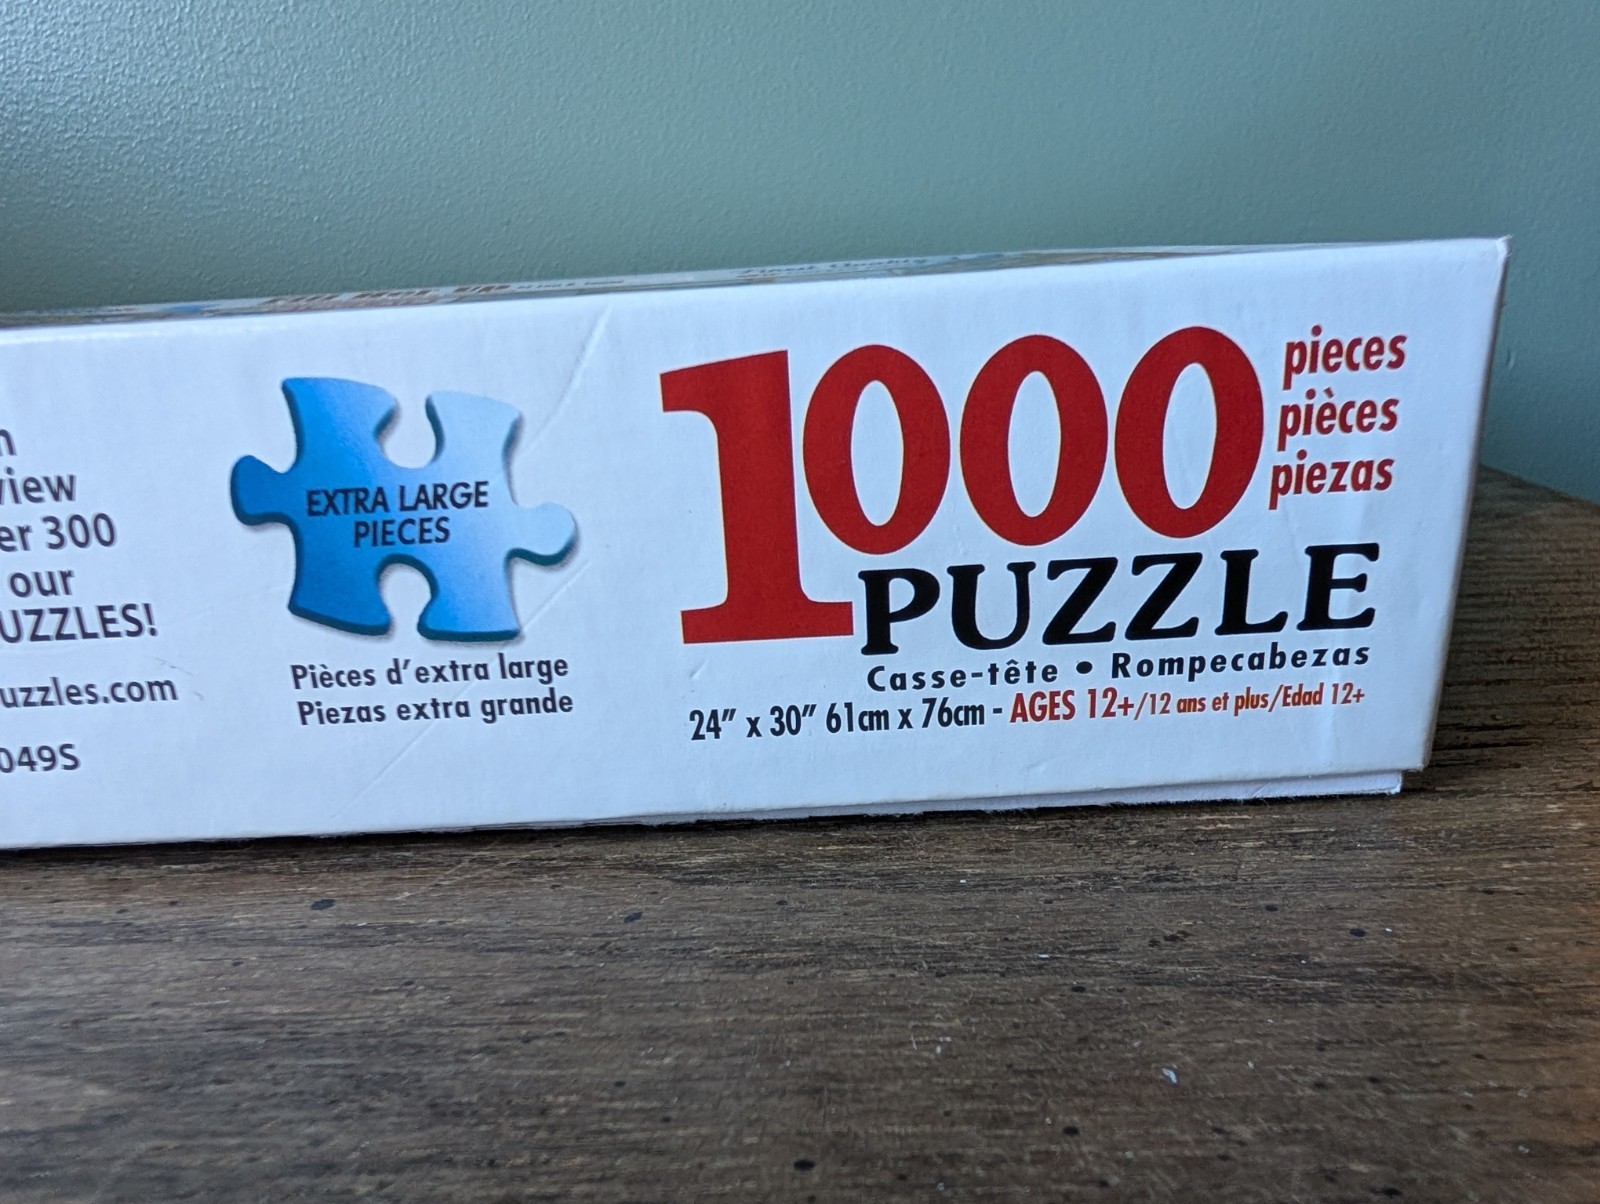 view
er 300
our
UZZLES!
uzzles.com
049S
EXTRA LARGE
PIECES
Pièces d'extra large
Piezas extra grande
1000
pieces
pièces
piezas
PUZZLE
Casse-tête • Rompecabezas
24" x 30" 61cm x 76cm - AGES 12+/12 ans et plus/Edad 12+